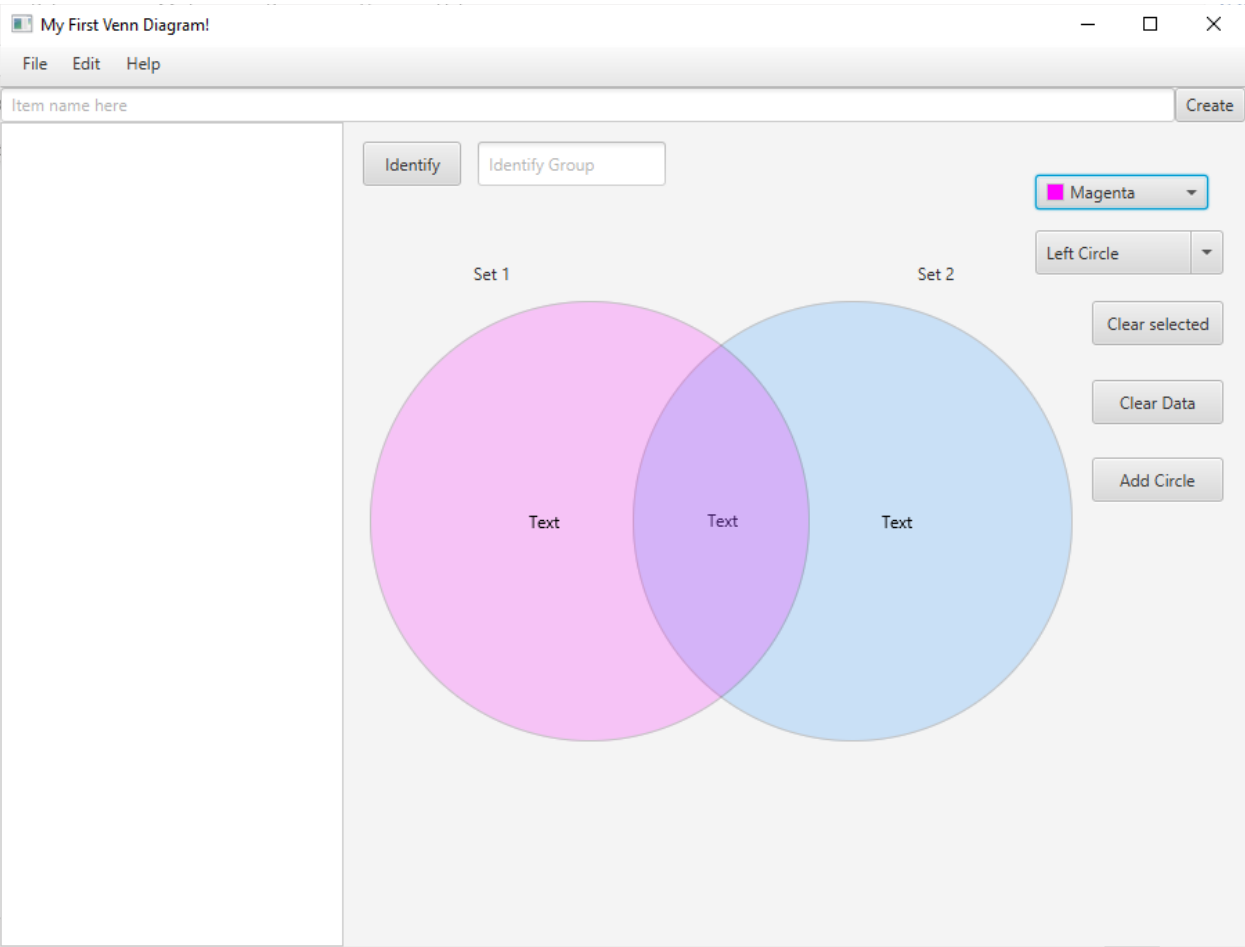 My First Venn Diagram!
File Edit Help
Item name here Create
Identify Identify Group
Magenta
Left Circle
Set 1 Set 2
Clear selected
Clear Data
Add Circle
Text Text Text